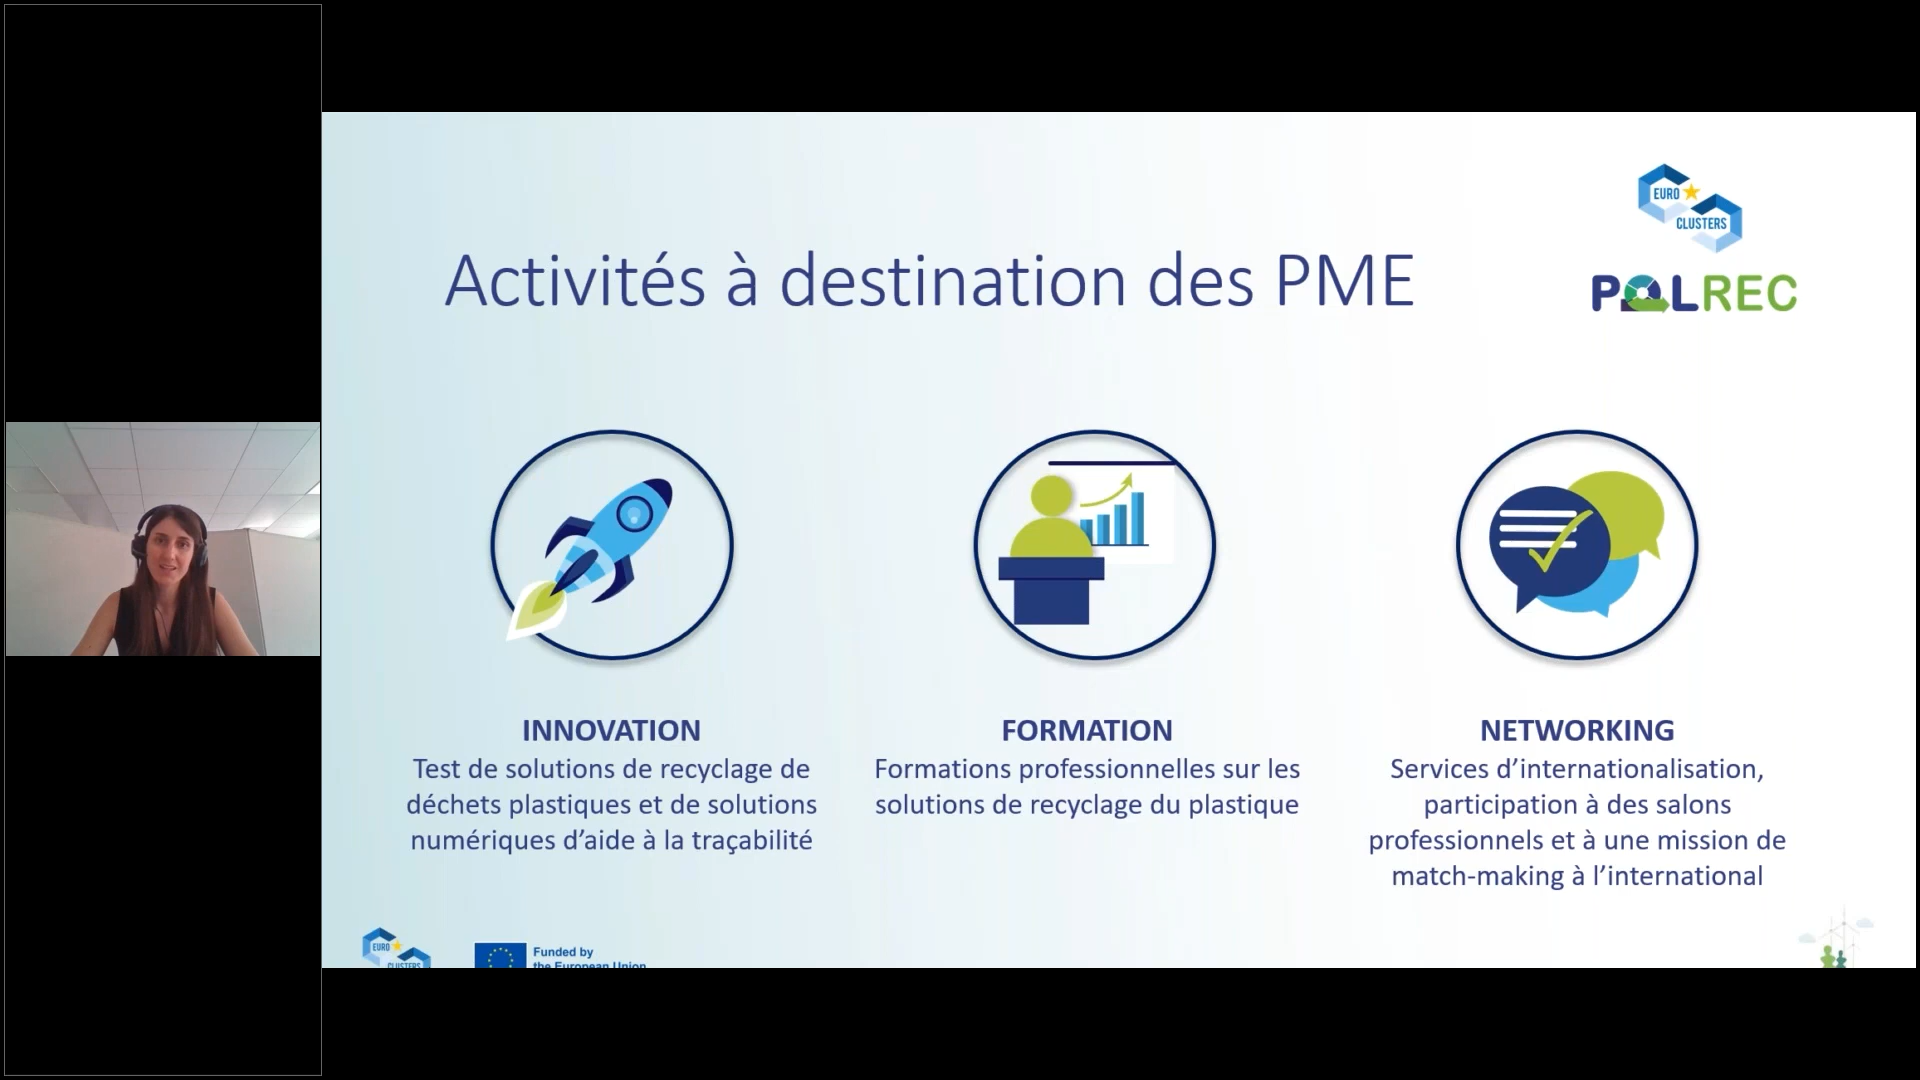 EURO
CLUSTERS
POLREC
Activités à destination des PME
INNOVATION
Test de solutions de recyclage de
déchets plastiques et de solutions
numériques d’aide à la traçabilité
FORMATION
Formations professionnelles sur les
solutions de recyclage du plastique
NETWORKING
Services d’internationalisation,
participation à des salons
professionnels et à une mission de
match-making à l’international
EURO
CLUSTERS
Funded by
the European Union